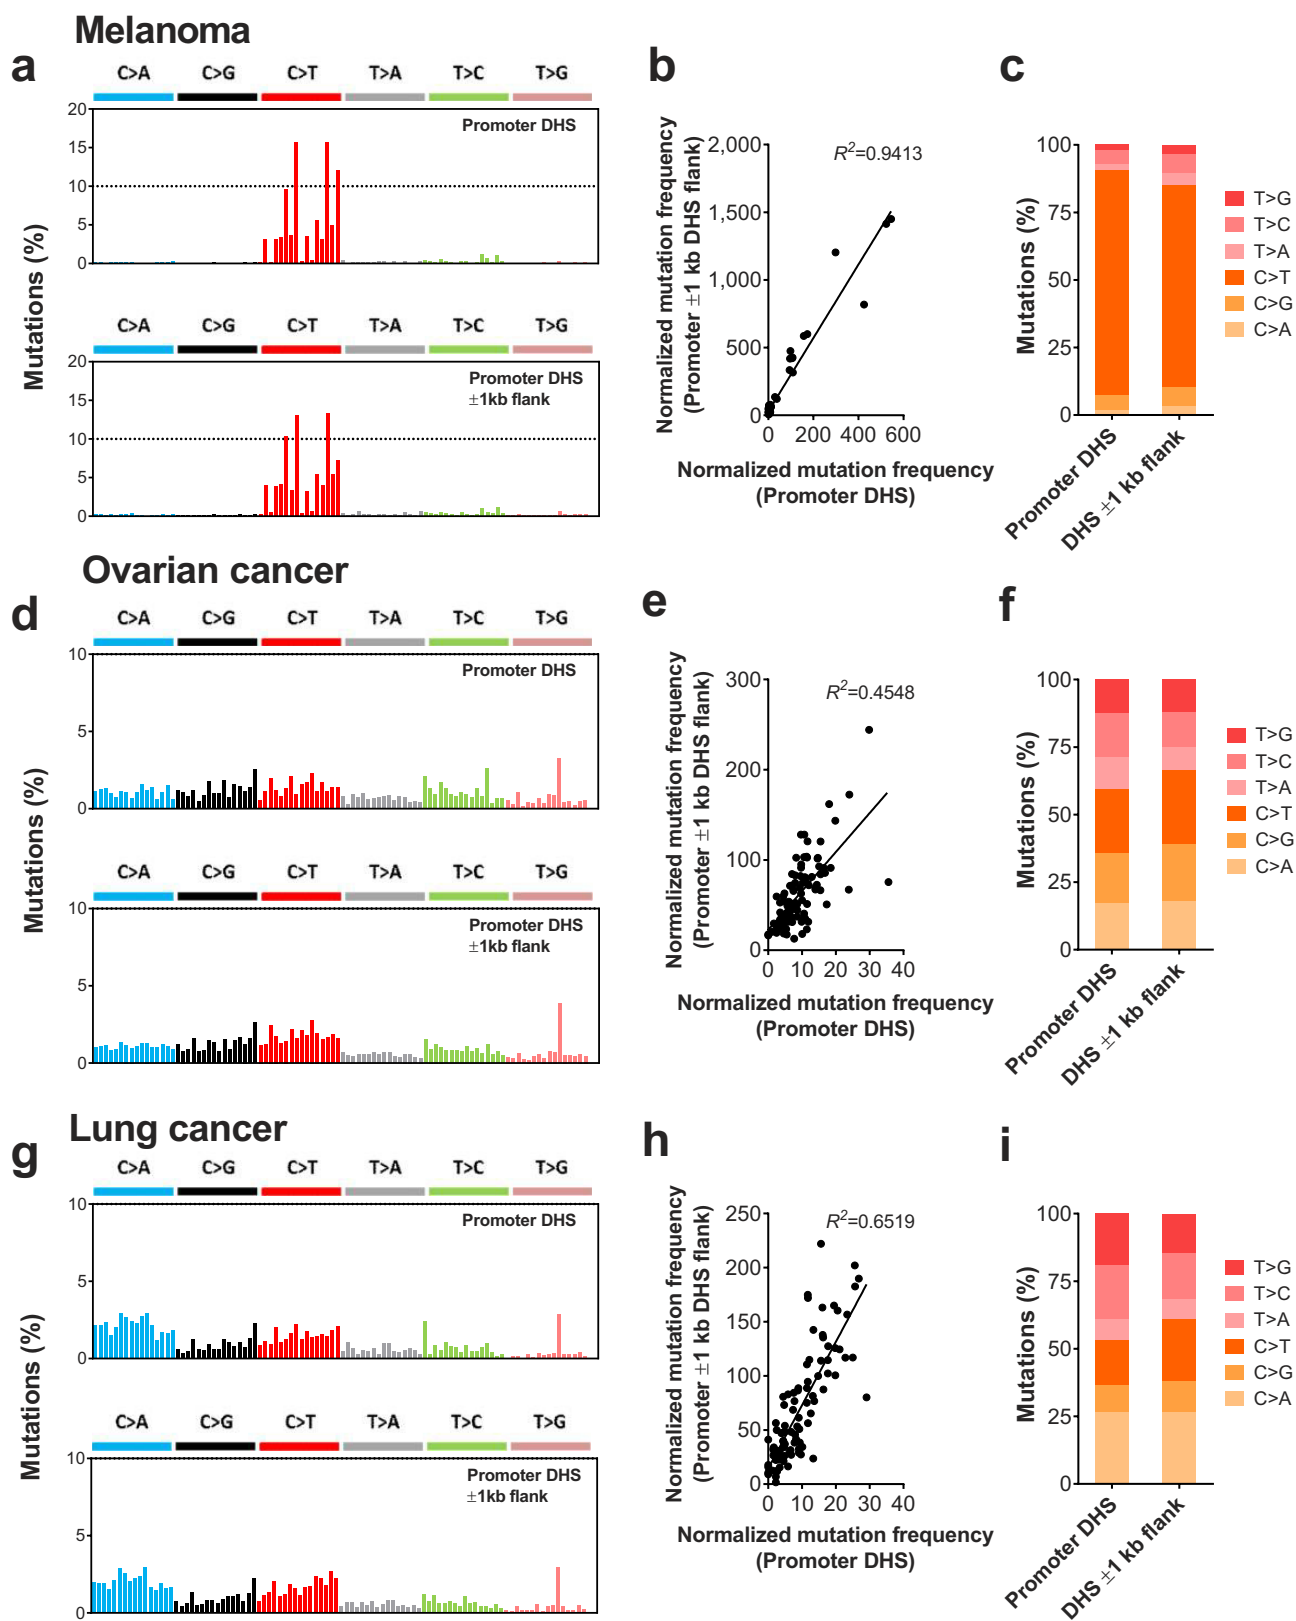 Melanoma
a
C>A C>G C>T T>A T>C T>G
20
15
10
5
0
Promoter DHS
C>A C>G C>T T>A T>C T>G
20
15
10
5
0
Promoter DHS
±1kb flank
Mutations (%)
b
Normalized mutation frequency
(Promoter ±1 kb DHS flank)
2,000
1,500
1,000
500
0
R²=0.9413
0 200 400 600
Normalized mutation frequency
(Promoter DHS)
c
Mutations (%)
100
75
50
25
0
Promoter DHS
DHS ±1 kb flank
T>G
T>C
T>A
C>T
C>G
C>A
Ovarian cancer
d
C>A C>G C>T T>A T>C T>G
10
5
0
Promoter DHS
C>A C>G C>T T>A T>C T>G
10
5
0
Promoter DHS
±1kb flank
Mutations (%)
e
Normalized mutation frequency
(Promoter ±1 kb DHS flank)
300
200
100
0
R²=0.4548
0 10 20 30 40
Normalized mutation frequency
(Promoter DHS)
f
Mutations (%)
100
75
50
25
0
Promoter DHS
DHS ±1 kb flank
T>G
T>C
T>A
C>T
C>G
C>A
Lung cancer
g
C>A C>G C>T T>A T>C T>G
10
5
0
Promoter DHS
C>A C>G C>T T>A T>C T>G
10
5
0
Promoter DHS
±1kb flank
Mutations (%)
h
Normalized mutation frequency
(Promoter ±1 kb DHS flank)
250
200
150
100
50
0
R²=0.6519
0 10 20 30 40
Normalized mutation frequency
(Promoter DHS)
i
Mutations (%)
100
75
50
25
0
Promoter DHS
DHS ±1 kb flank
T>G
T>C
T>A
C>T
C>G
C>A